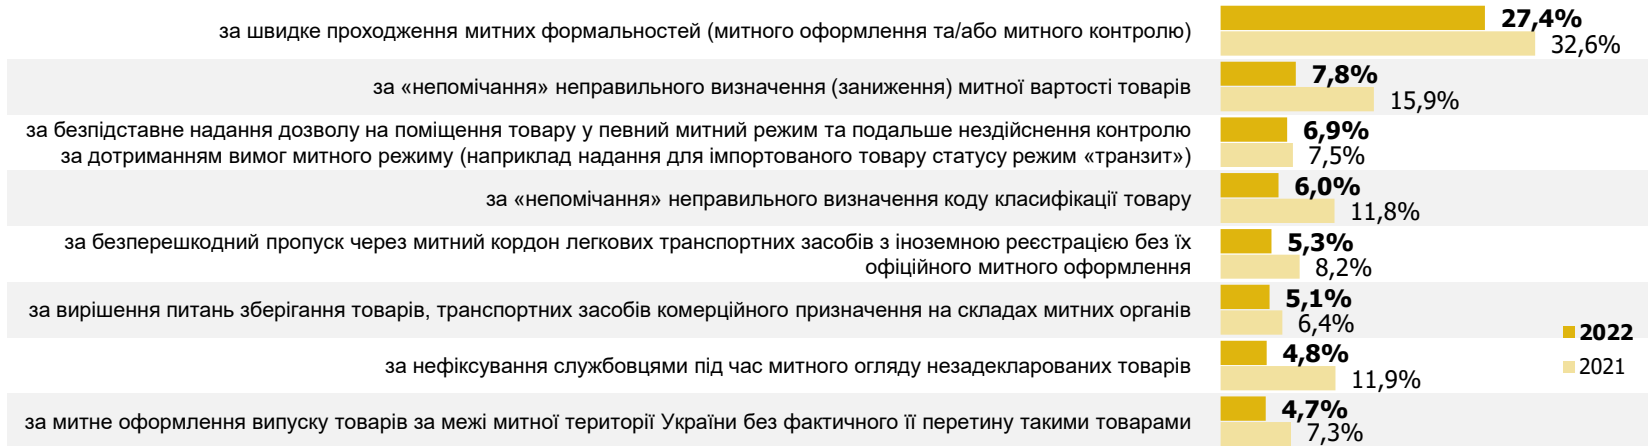 за швидке проходження митних формальностей (митного оформлення та/або митного контролю)
27,4%
32,6%
за «непомічання» неправильного визначення (заниження) митної вартості товарів
7,8%
15,9%
за безпідставне надання дозволу на поміщення товару у певний митний режим та подальше нездійснення контролю
за дотриманням вимог митного режиму (наприклад надання для імпортованого товару статусу режим «транзит»)
6,9%
7,5%
за «непомічання» неправильного визначення коду класифікації товару
6,0%
11,8%
за безперешкодний пропуск через митний кордон легкових транспортних засобів з іноземною реєстрацією без їх
офіційного митного оформлення
5,3%
8,2%
за вирішення питань зберігання товарів, транспортних засобів комерційного призначення на складах митних органів
5,1%
6,4%
за нефіксування службовцями під час митного огляду незадекларованих товарів
4,8%
11,9%
за митне оформлення випуску товарів за межі митної території України без фактичного її перетину такими товарами
4,7%
7,3%
2022
2021